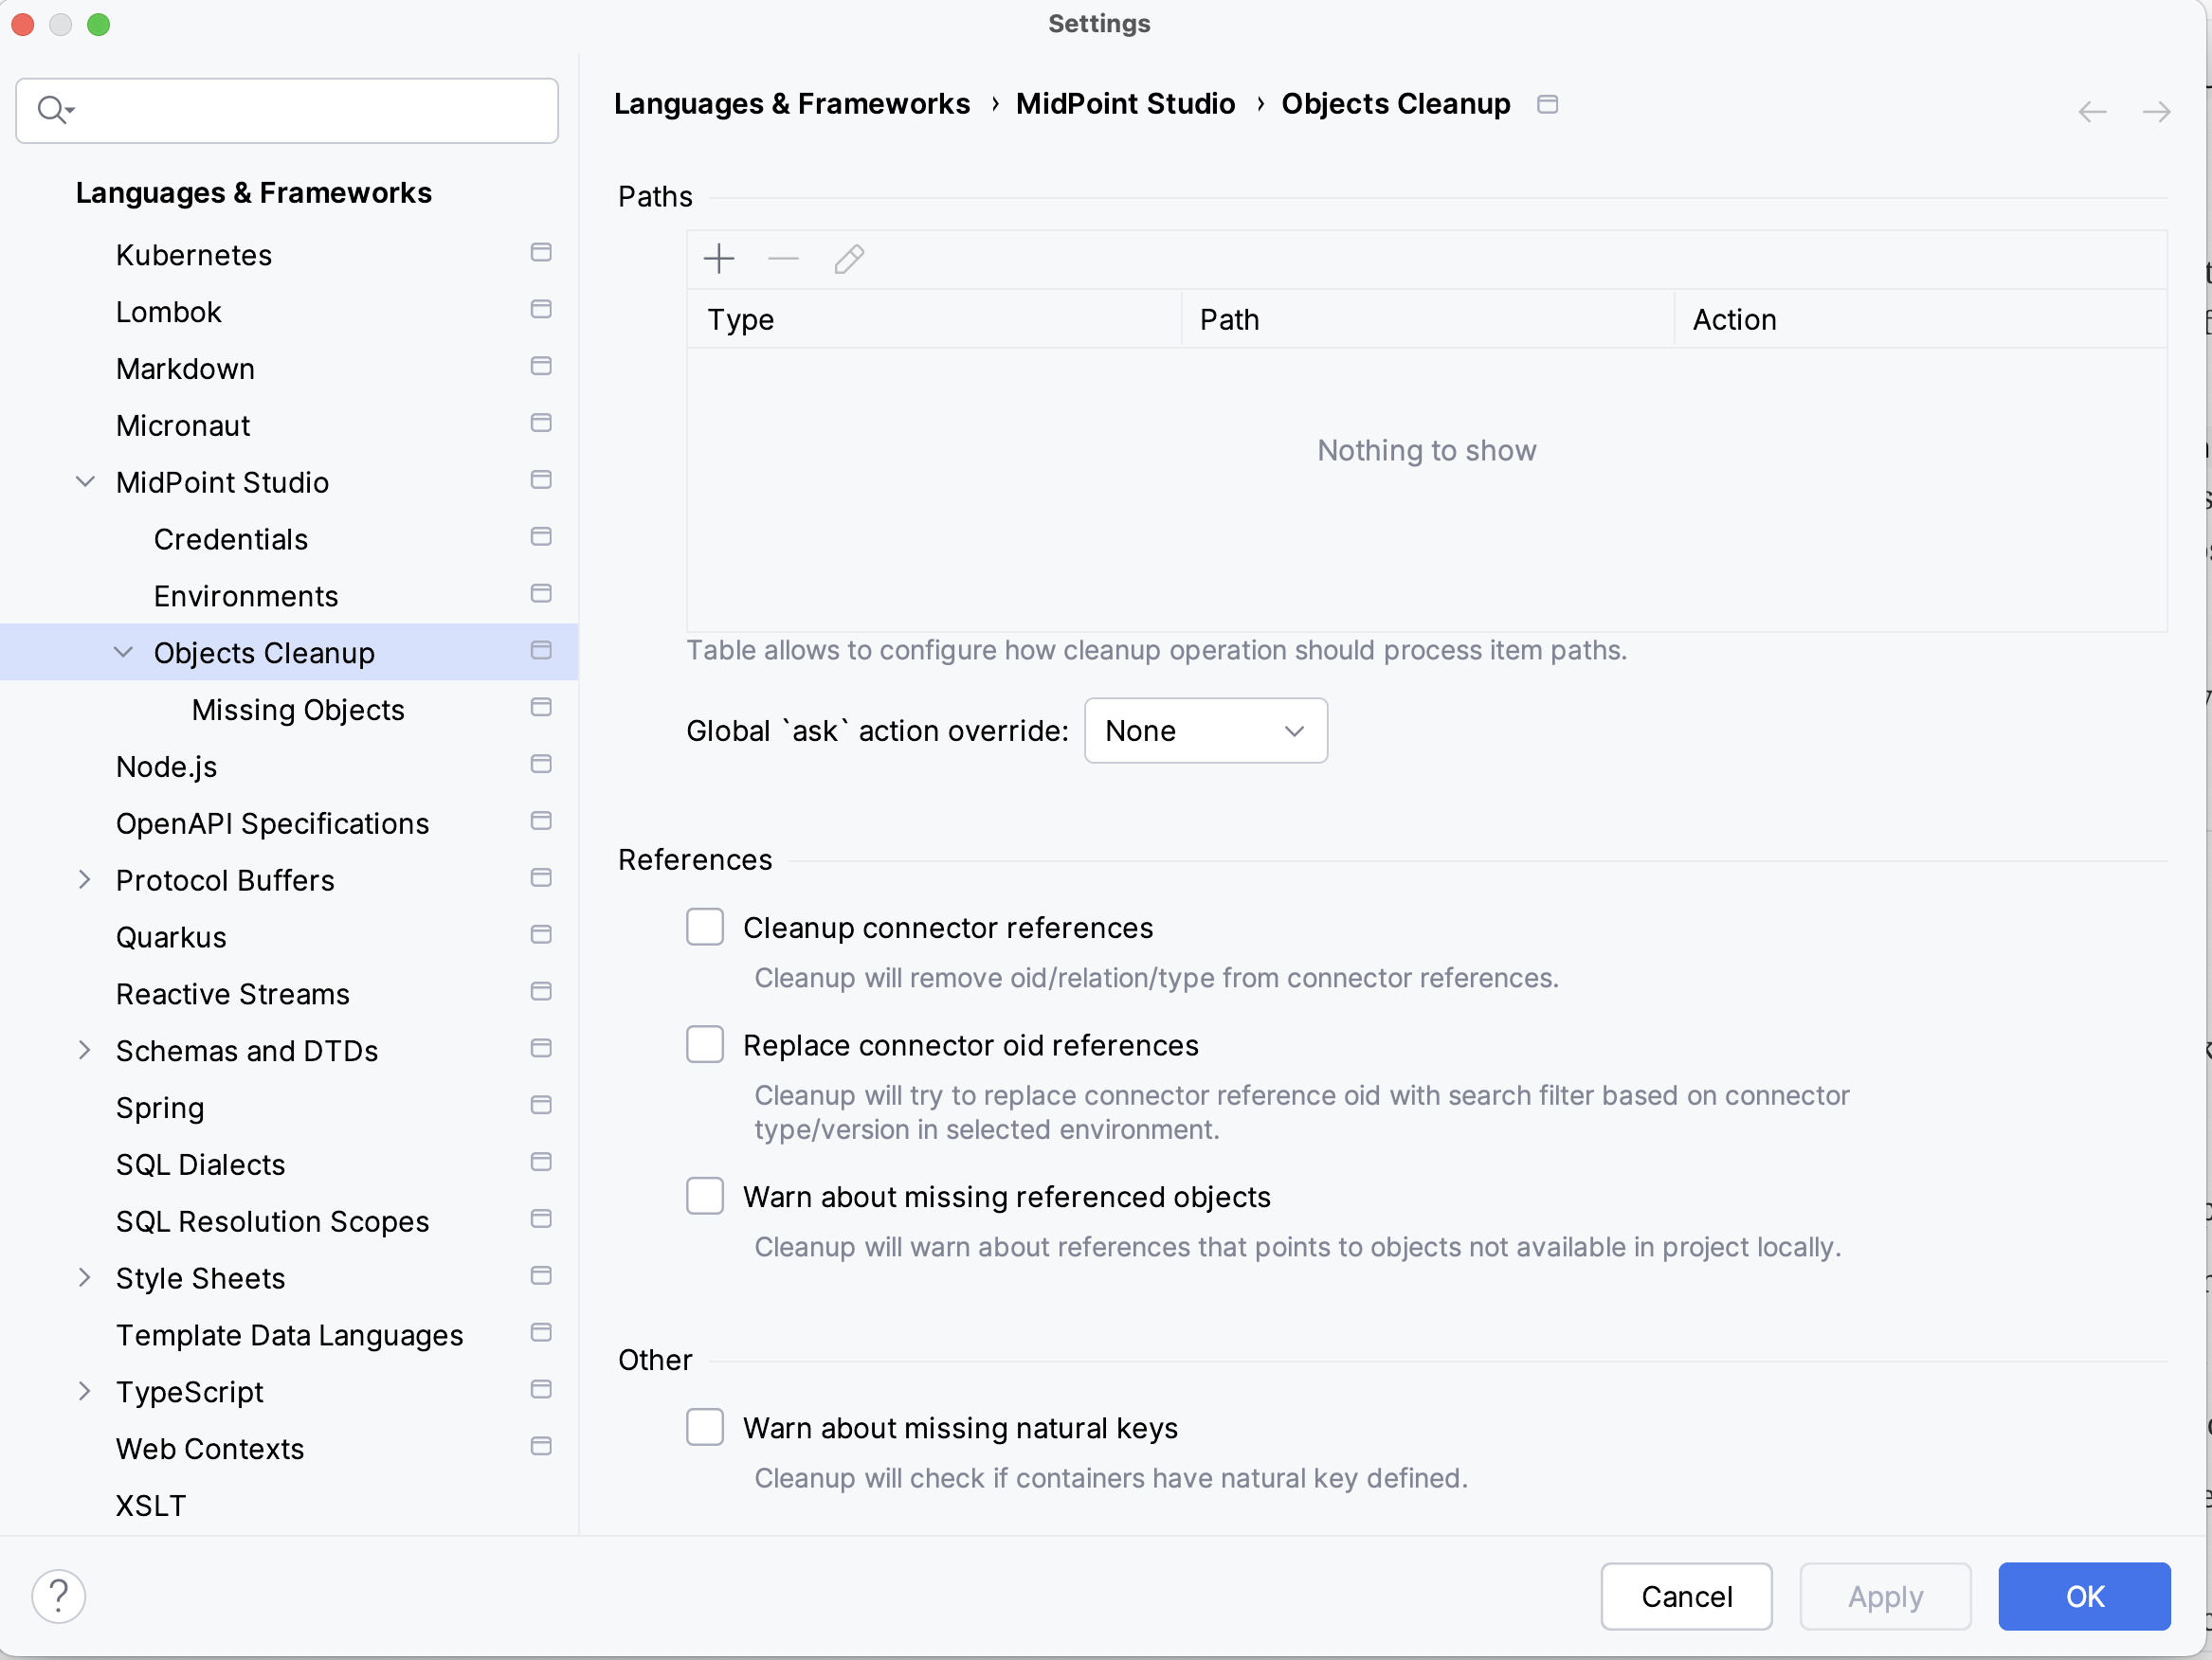 Settings
Languages & Frameworks
Kubernetes
Lombok
Markdown
Micronaut
MidPoint Studio
Credentials
Environments
Objects Cleanup
Missing Objects
Node.js
OpenAPI Specifications
Protocol Buffers
Quarkus
Reactive Streams
Schemas and DTDs
Spring
SQL Dialects
SQL Resolution Scopes
Style Sheets
Template Data Languages
TypeScript
Web Contexts
XSLT
Languages & Frameworks › MidPoint Studio › Objects Cleanup
Paths
Type Path Action
Nothing to show
Table allows to configure how cleanup operation should process item paths.
Global `ask` action override: None
References
Cleanup connector references
Cleanup will remove oid/relation/type from connector references.
Replace connector oid references
Cleanup will try to replace connector reference oid with search filter based on connector
type/version in selected environment.
Warn about missing referenced objects
Cleanup will warn about references that points to objects not available in project locally.
Other
Warn about missing natural keys
Cleanup will check if containers have natural key defined.
?
Cancel Apply OK